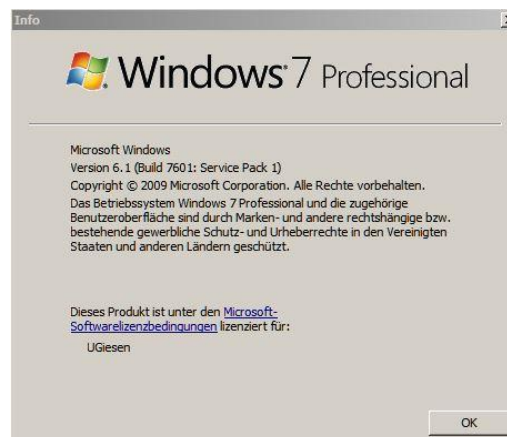 Info
Windows 7 Professional
Microsoft Windows
Version 6.1 (Build 7601: Service Pack 1)
Copyright © 2009 Microsoft Corporation. Alle Rechte vorbehalten.
Das Betriebssystem Windows 7 Professional und die zugehörige
Benutzeroberfläche sind durch Marken- und andere rechtshängige bzw.
bestehende gewerbliche Schutz- und Urheberrechte in den Vereinigten
Staaten und anderen Ländern geschützt.
Dieses Produkt ist unter den Microsoft-
Softwarelizenzbedingungen lizenziert für:
UGiesen
OK